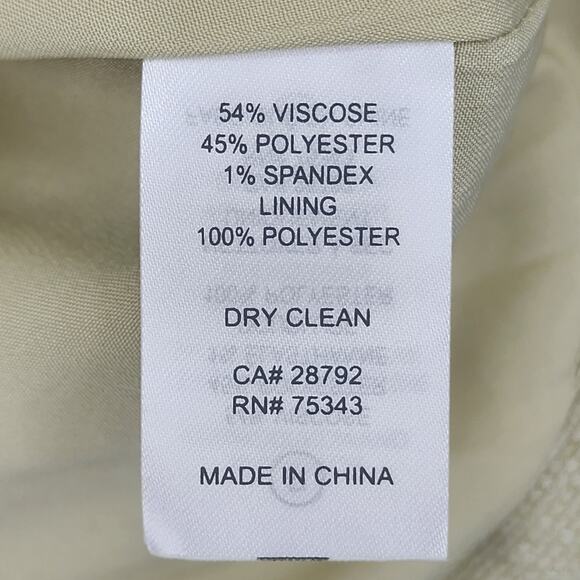 54% VISCOSE
45% POLYESTER
1% SPANDEX
LINING
100% POLYESTER
DRY CLEAN
CA# 28792
RN# 75343
MADE IN CHINA